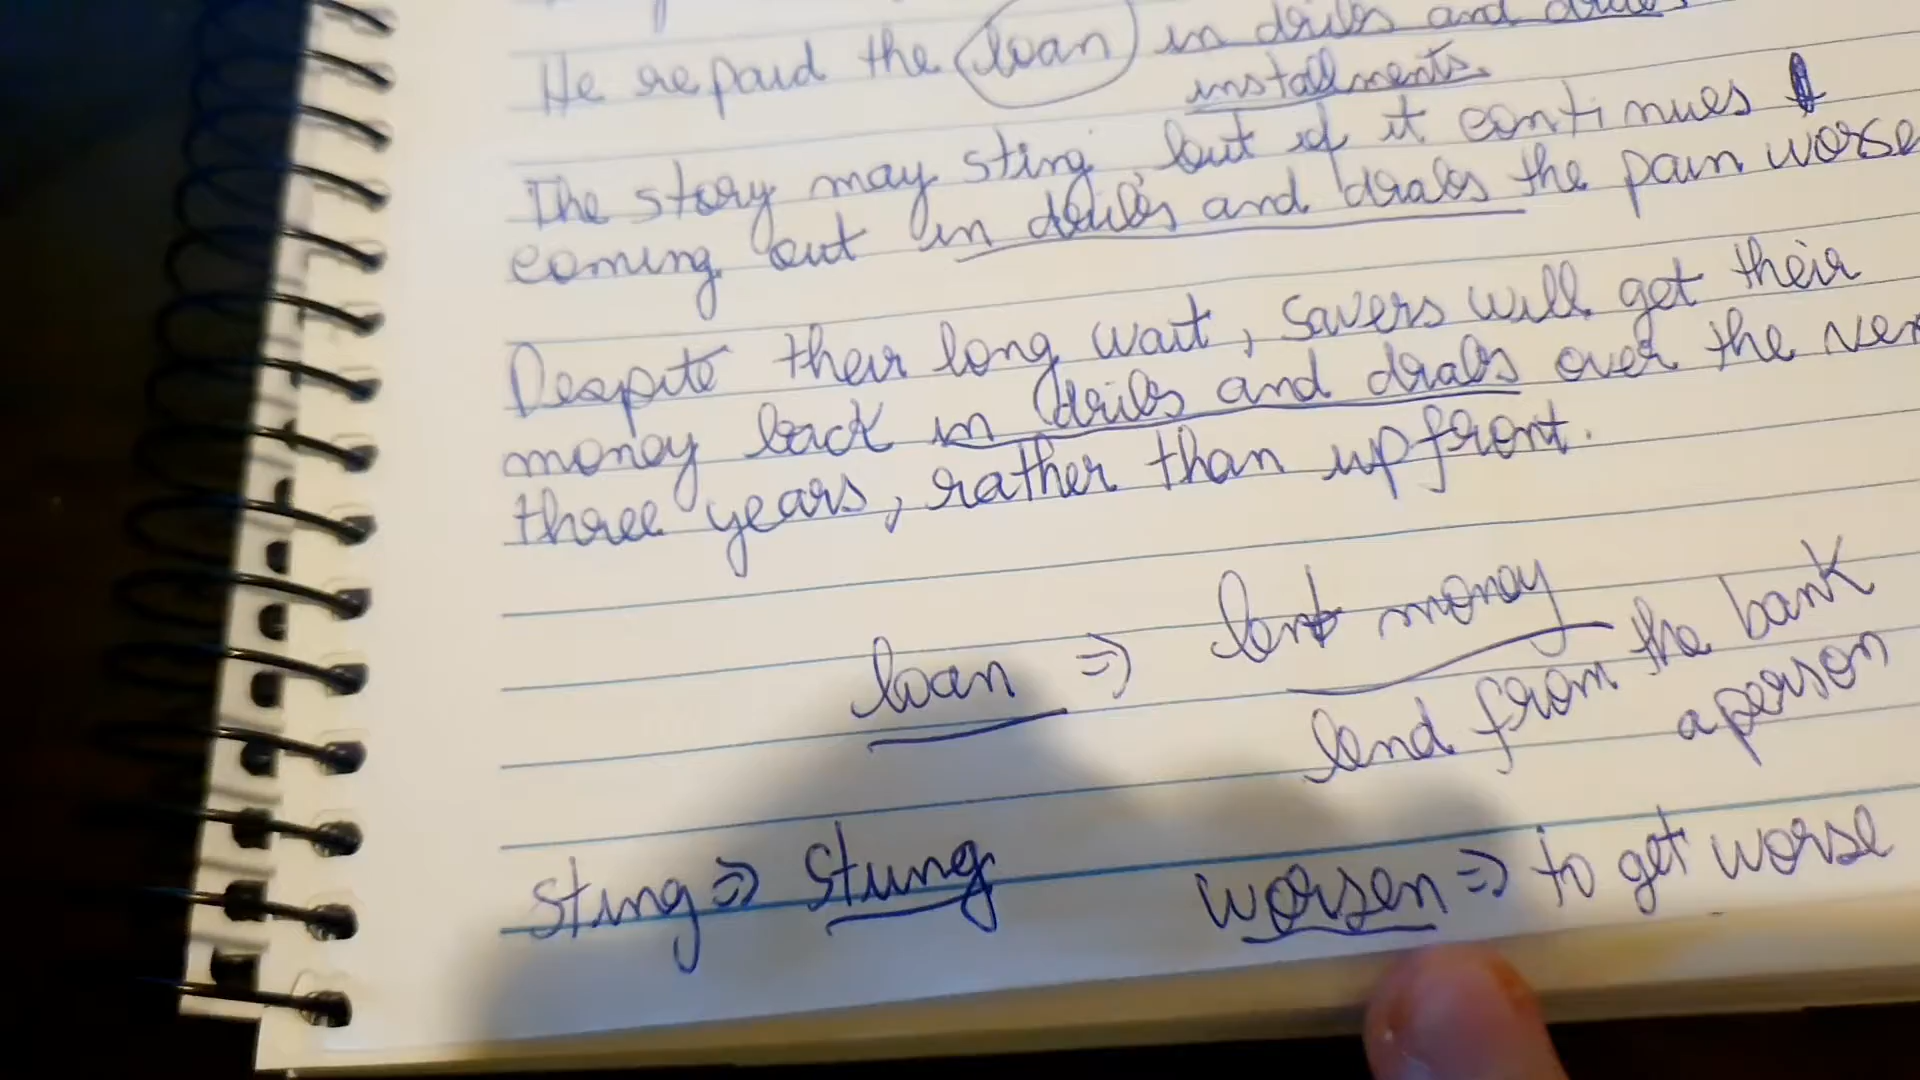 He repaid the loan in dribs and drabs
installments.
The story may sting, but if it continues
coming out in dribs and drabs the pain worse
Despite their long wait, savers will get their
money back in dribs and drabs over the nex
three years, rather than upfront.
loan => lent money
lend from the bank
a person
sting => stung worsen => to get worse